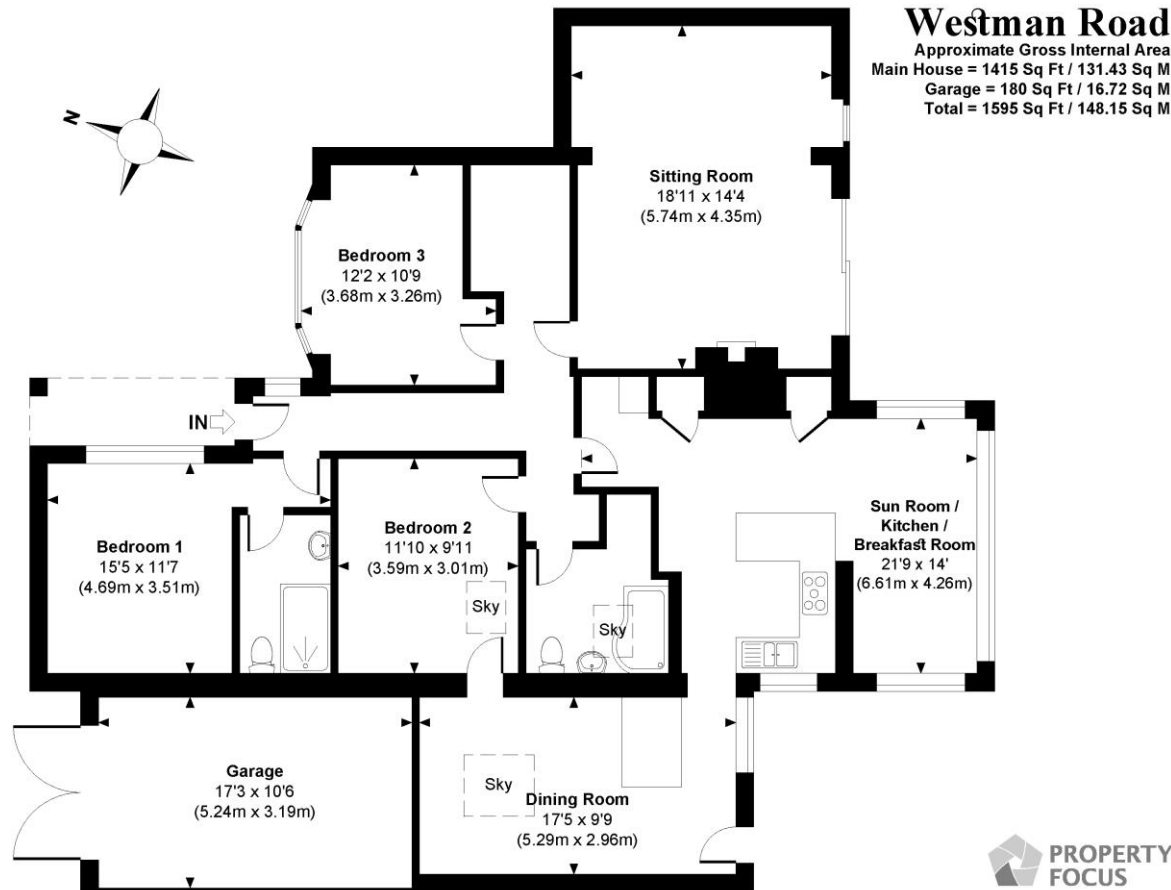 Westman Road
Approximate Gross Internal Area
Main House = 1415 Sq Ft / 131.43 Sq M
Garage = 180 Sq Ft / 16.72 Sq M
Total = 1595 Sq Ft / 148.15 Sq M
N
Sitting Room
18'11 x 14'4
(5.74m x 4.35m)
Bedroom 3
12'2 x 10'9
(3.68m x 3.26m)
IN
Bedroom 1
15'5 x 11'7
(4.69m x 3.51m)
Bedroom 2
11'10 x 9'11
(3.59m x 3.01m)
Sky
Sky
Sun Room /
Kitchen /
Breakfast Room
21'9 x 14'
(6.61m x 4.26m)
Garage
17'3 x 10'6
(5.24m x 3.19m)
Sky
Dining Room
17'5 x 9'9
(5.29m x 2.96m)
PROPERTY
FOCUS